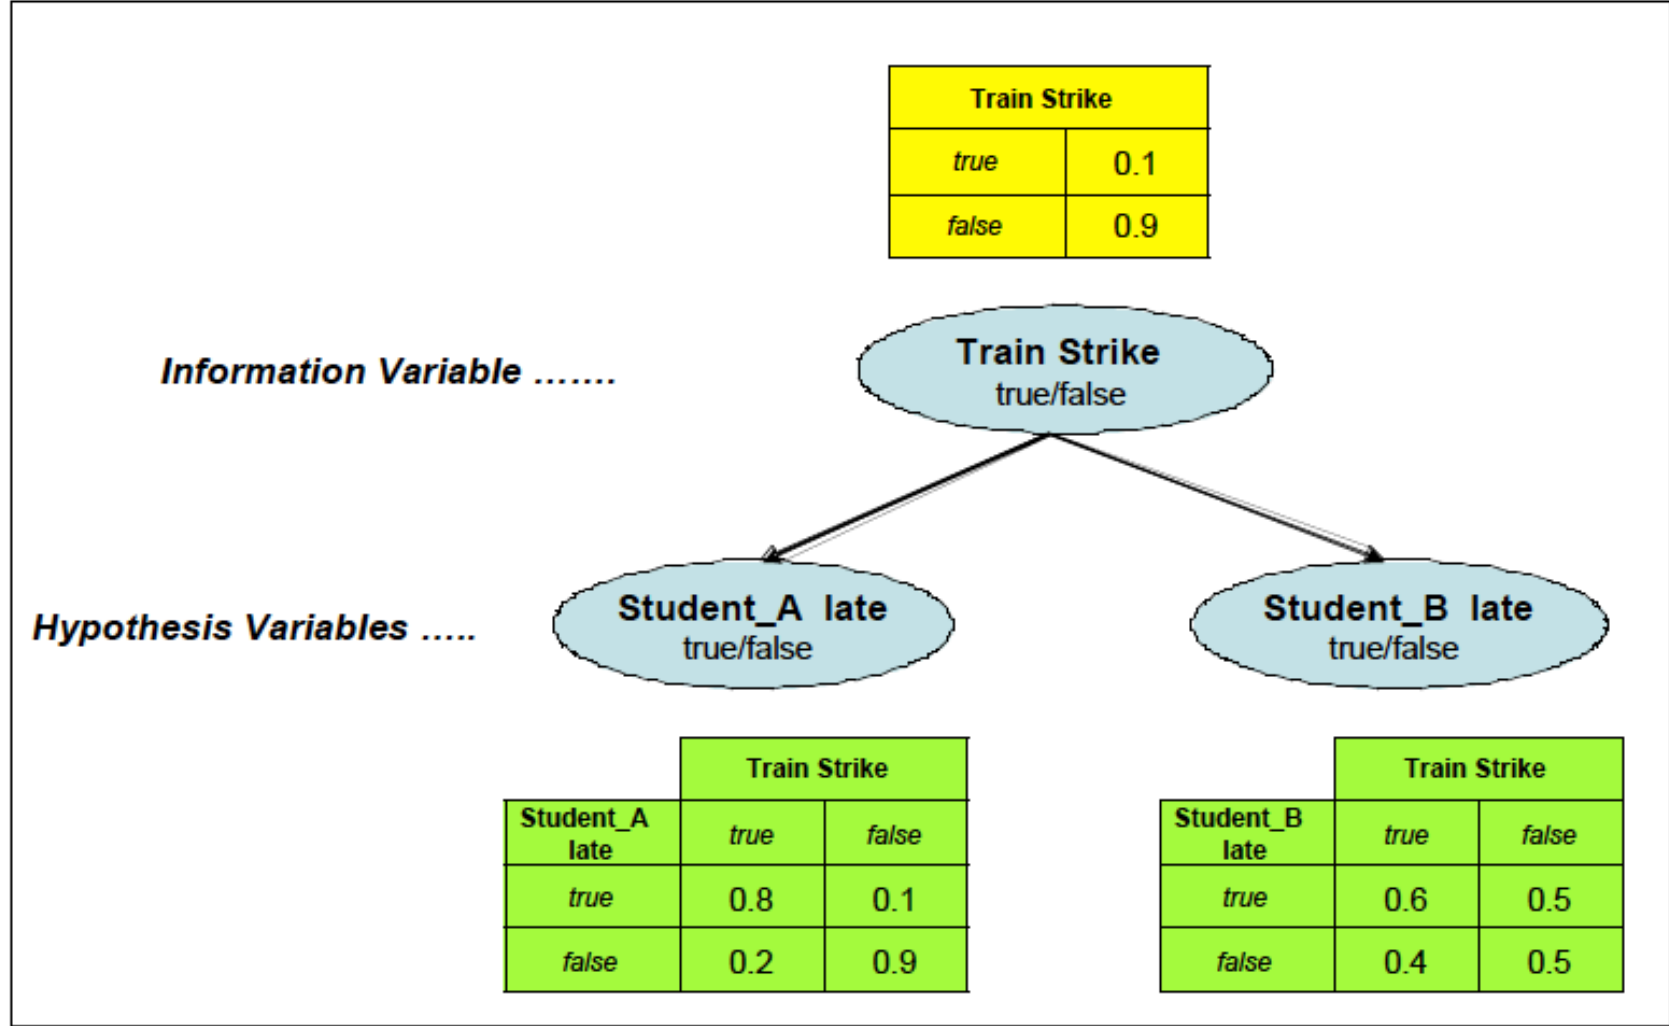 Train Strike
true 0.1
false 0.9
Information Variable .......
Train Strike
true/false
Hypothesis Variables .....
Student_A late
true/false
Student_B late
true/false
Train Strike
Student_A
late
true false
true 0.8 0.1
false 0.2 0.9
Train Strike
Student_B
late
true false
true 0.6 0.5
false 0.4 0.5